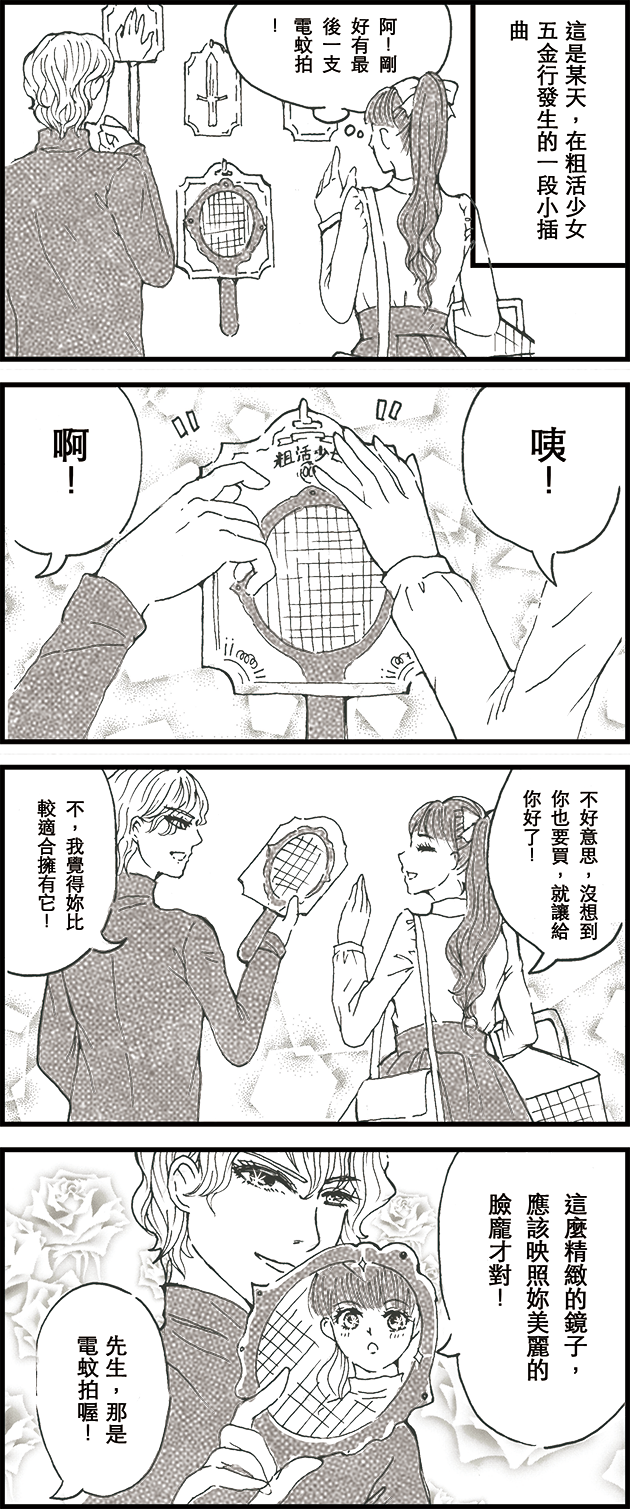 這是某天，在粗活少女
五金行發生的一段小插
曲
阿！剛
好有最
後一支
電蚊拍
！
咦！
粗活少女
啊！
不好意思，沒想到
你也要買，就讓給
你好了！
不，我覺得妳比
較適合擁有它！
這麼精緻的鏡子，
應該映照妳美麗的
臉龐才對！
先生，那是
電蚊拍喔！